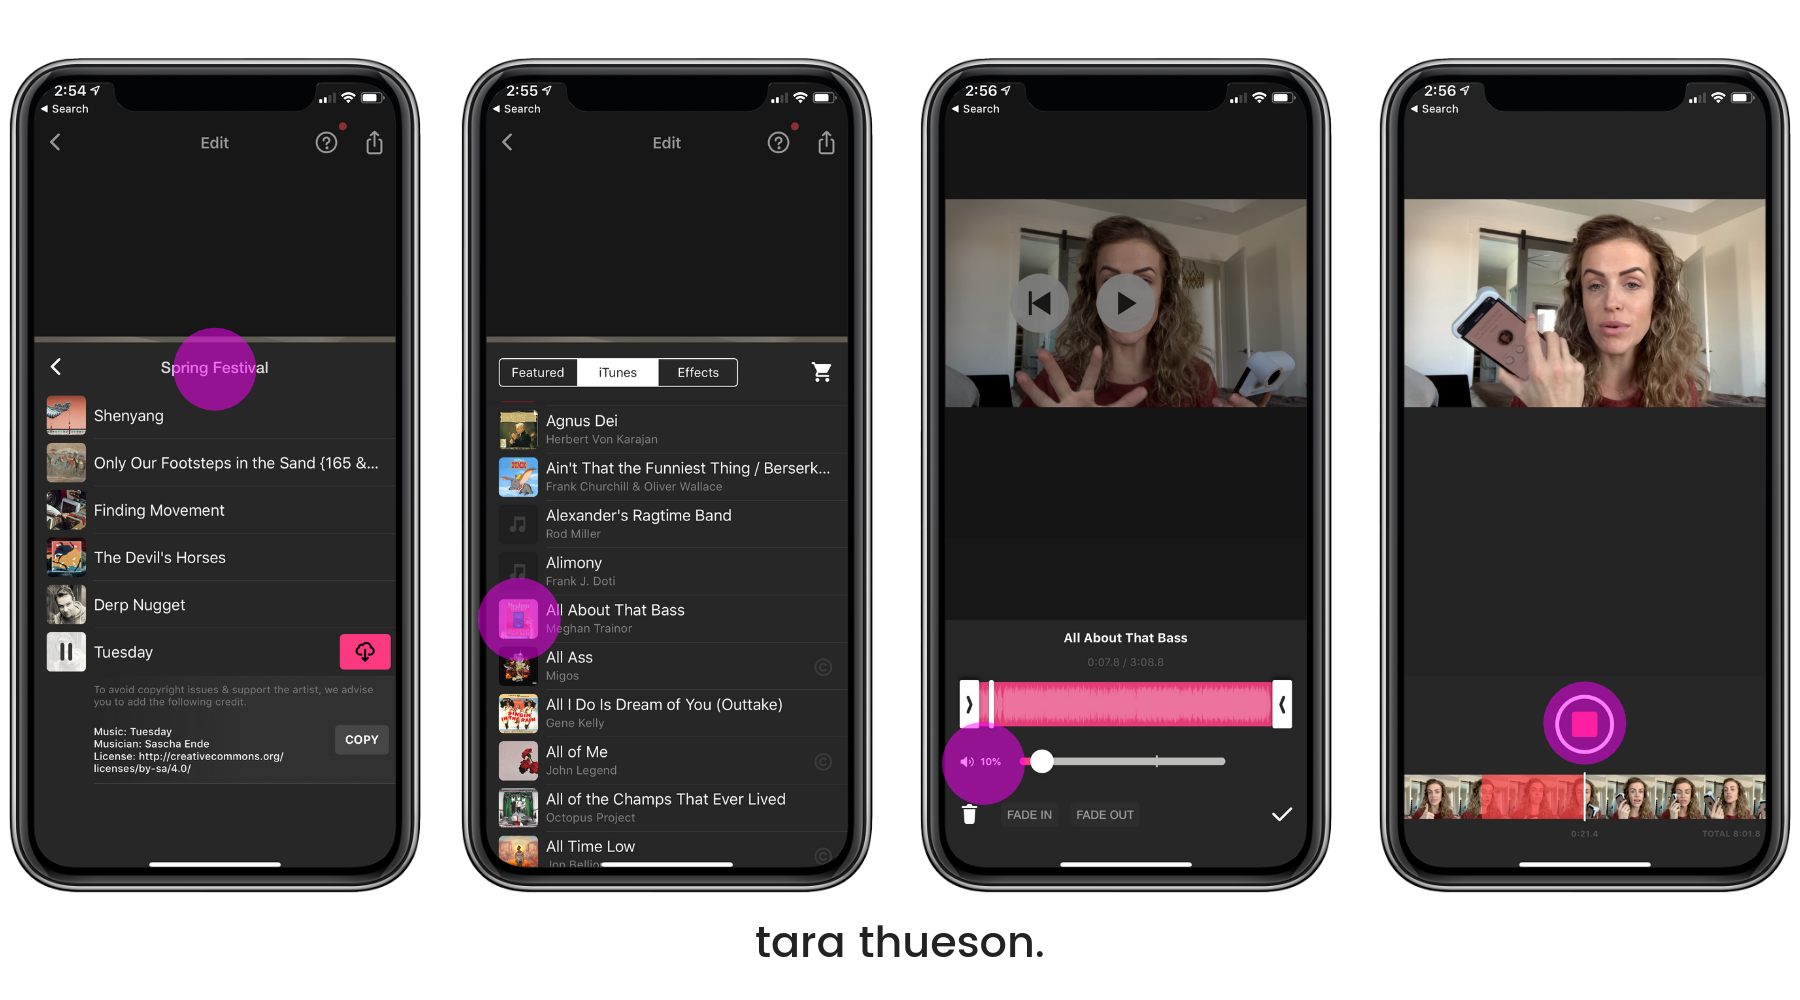 2:54
Search
Edit
Spring Festival
Shenyang
Only Our Footsteps in the Sand {165 &...
Finding Movement
The Devil's Horses
Derp Nugget
Tuesday
To avoid copyright issues & support the artist, we advise
you to add the following credit.
Music: Tuesday
Musician: Sascha Ende
License: http://creativecommons.org/
licenses/by-sa/4.0/
COPY
2:55
Search
Edit
Featured iTunes Effects
Agnus Dei
Herbert Von Karajan
Ain't That the Funniest Thing / Berserk...
Frank Churchill & Oliver Wallace
Alexander's Ragtime Band
Rod Miller
Alimony
Frank J. Doti
All About That Bass
Meghan Trainor
All Ass
Migos
All I Do Is Dream of You (Outtake)
Gene Kelly
All of Me
John Legend
All of the Champs That Ever Lived
Octopus Project
All Time Low
Jon Bellion
2:56
Search
All About That Bass
0:07.8 / 3:08.8
10%
FADE IN FADE OUT
2:56
Search
0:21.4 TOTAL 8:01.8
tara thueson.